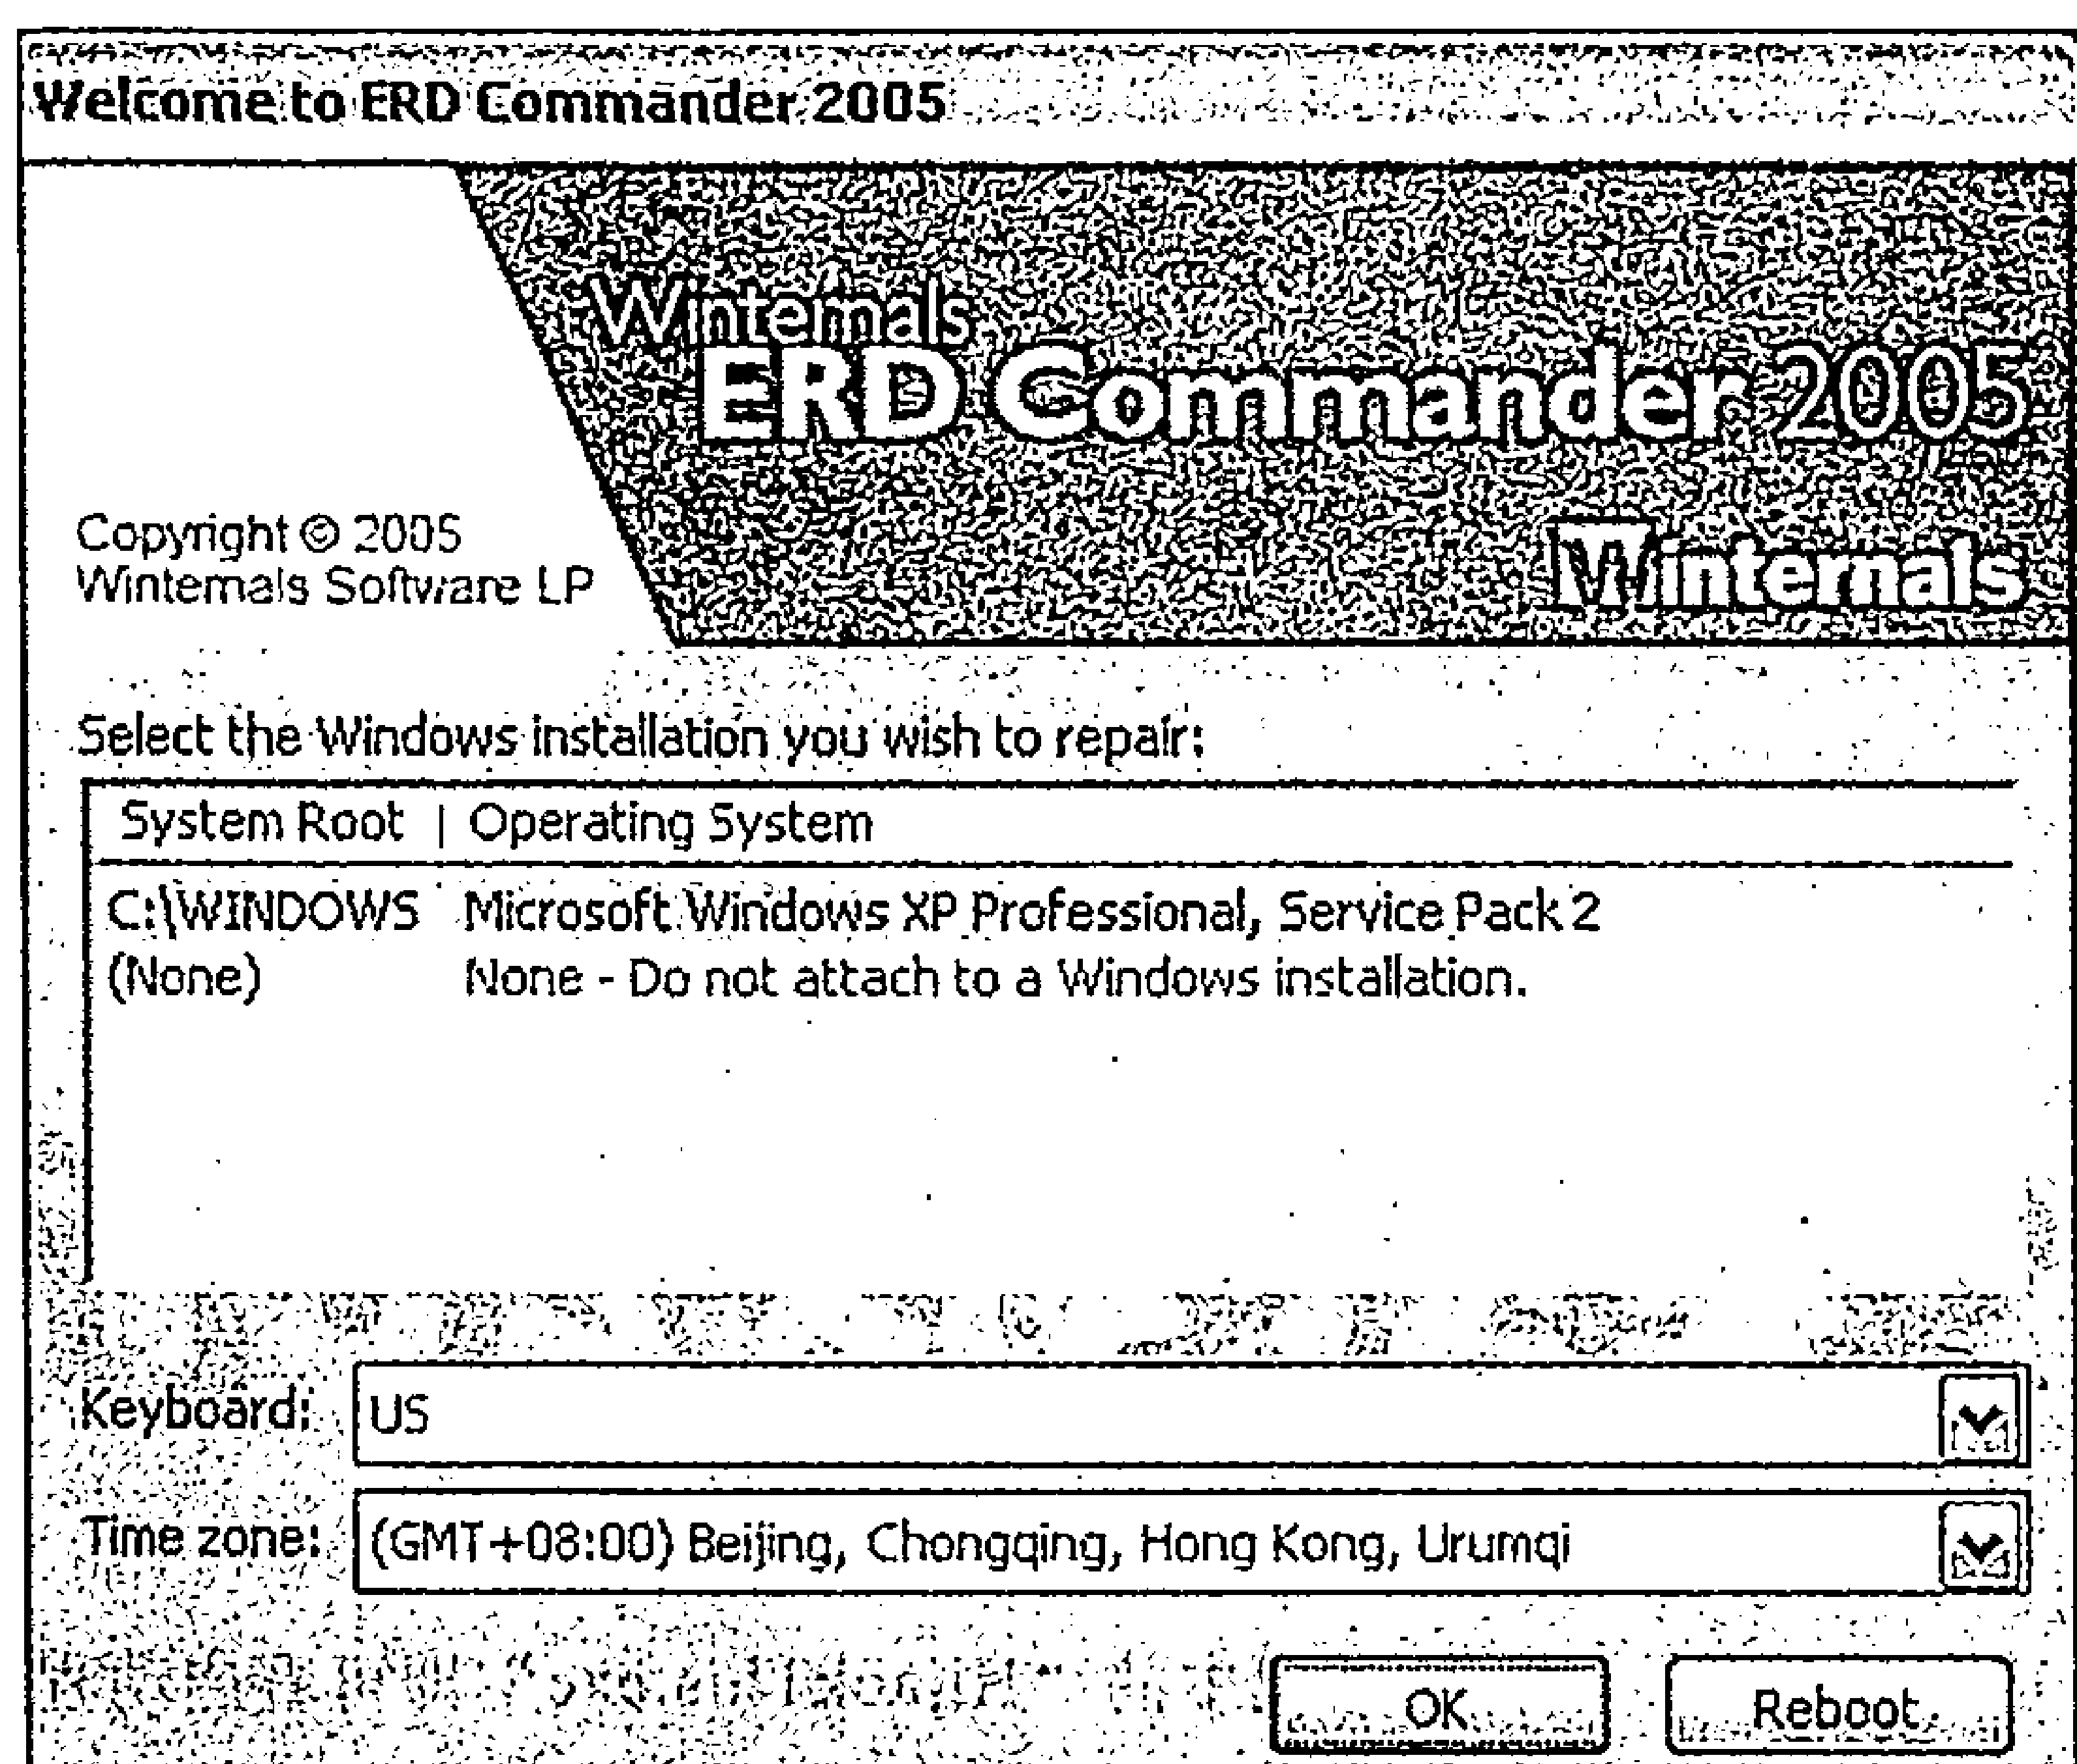 Welcome to ERD Commander 2005
Winternals
ERD Commander 2005
Copyright © 2005
Winternals Software LP
Winternals
Select the Windows installation you wish to repair:
System Root | Operating System
C:\WINDOWS Microsoft Windows XP Professional, Service Pack 2
(None) None - Do not attach to a Windows installation.
Keyboard: US
Time zone: (GMT+08:00) Beijing, Chongqing, Hong Kong, Urumqi
OK Reboot